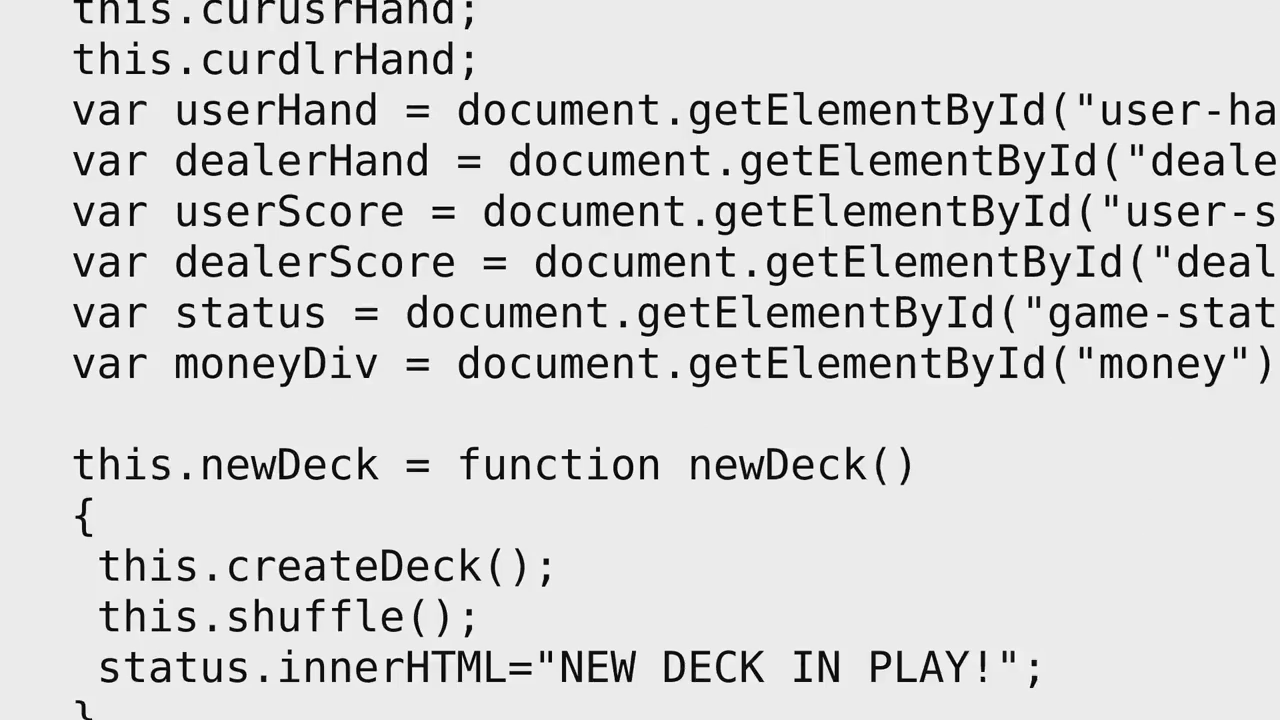 this.curusrHand;
this.curdlrHand;
var userHand = document.getElementById("user-ha
var dealerHand = document.getElementById("deale
var userScore = document.getElementById("user-s
var dealerScore = document.getElementById("deal
var status = document.getElementById("game-stat
var moneyDiv = document.getElementById("money")
this.newDeck = function newDeck()
{
this.createDeck();
this.shuffle();
status.innerHTML="NEW DECK IN PLAY!";
}